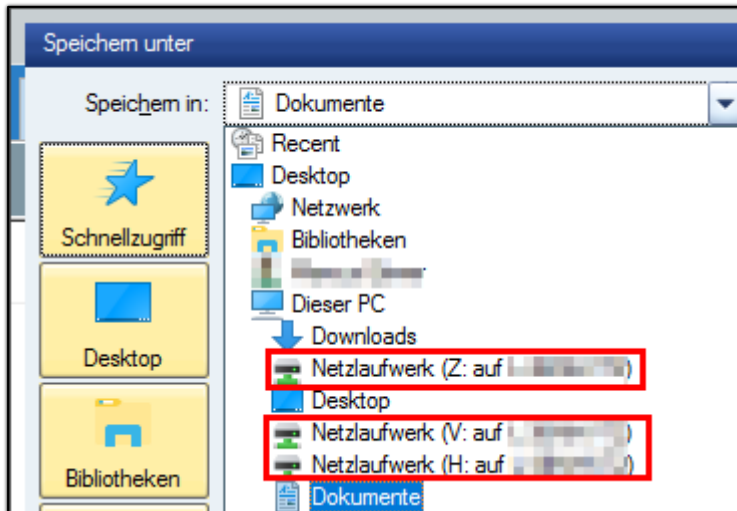 Speichern unter
Speichern in:
Dokumente
Recent
Desktop
Netzwerk
Schnellzugriff
Bibliotheken
Dieser PC
Downloads
Desktop
Netzlaufwerk (Z: auf )
Desktop
Netzlaufwerk (V: auf )
Netzlaufwerk (H: auf )
Bibliotheken
Dokumente